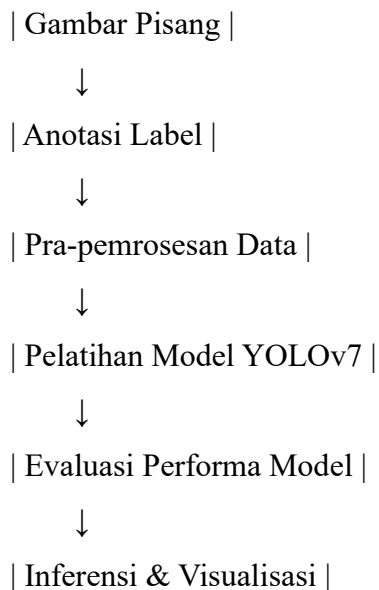 | Gambar Pisang |
↓
| Anotasi Label |
↓
| Pra-pemrosesan Data |
↓
| Pelatihan Model YOLOv7 |
↓
| Evaluasi Performa Model |
↓
| Inferensi & Visualisasi |